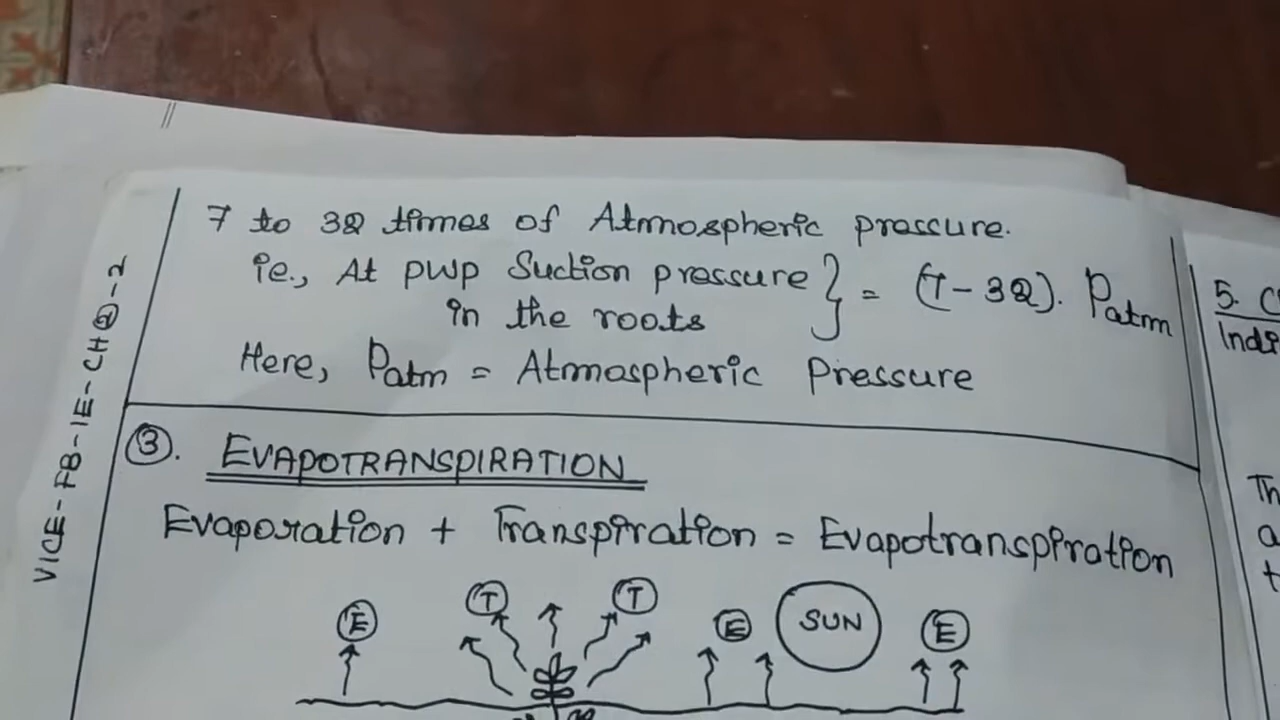 7 to 32 times of Atmospheric pressure.
ie., At pwp Suction pressure
in the roots } = (7-32). Patm
Here, Patm = Atmospheric Pressure
③. EVAPOTRANSPIRATION
Evaporation + Transpiration = Evapotranspiration
E T T E SUN E
VICE-FB-IE-CH②-2
5.
Indi
Th
a
t